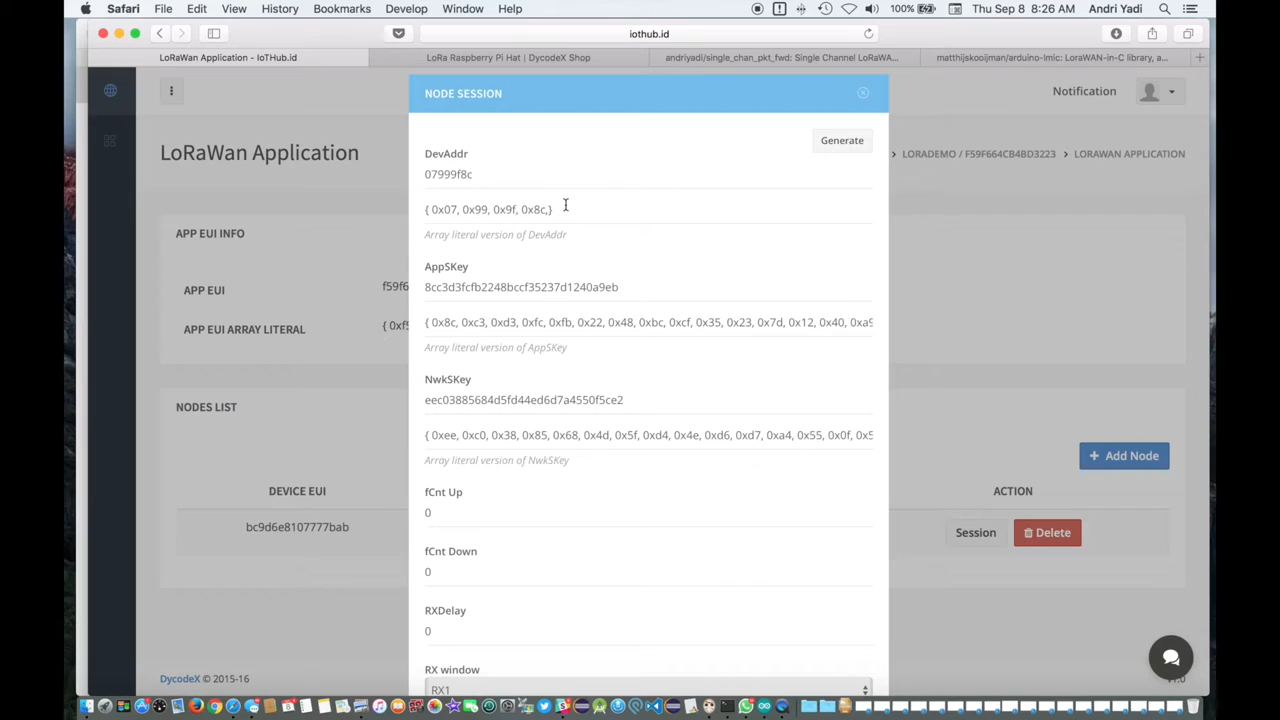 Safari File Edit View History Bookmarks Develop Window Help 100% Thu Sep 8 8:26 AM Andri Yadi
iothub.id
LoRaWan Application - IoTHub.id LoRa Raspberry Pi Hat | DycodeX Shop andriyadi/single_chan_pkt_fwd: Single Channel LoRaWA... matthijskooijman/arduino-lmic: LoraWAN-in-C library, a...
NODE SESSION
Notification
Generate
LoRaWan Application
LORADEMO / F59F664CB4BD3223 > LORAWAN APPLICATION
DevAddr
07999f8c
{ 0x07, 0x99, 0x9f, 0x8c,}
Array literal version of DevAddr
APP EUI INFO
AppSKey
APP EUI f59f6
8cc3d3fcfb2248bccf35237d1240a9eb
APP EUI ARRAY LITERAL { 0xf5
{ 0x8c, 0xc3, 0xd3, 0xfc, 0xfb, 0x22, 0x48, 0xbc, 0xcf, 0x35, 0x23, 0x7d, 0x12, 0x40, 0xa9
Array literal version of AppSKey
NwkSKey
eec03885684d5fd44ed6d7a4550f5ce2
NODES LIST
{ 0xee, 0xc0, 0x38, 0x85, 0x68, 0x4d, 0x5f, 0xd4, 0x4e, 0xd6, 0xd7, 0xa4, 0x55, 0x0f, 0x5
Array literal version of NwkSKey
+ Add Node
DEVICE EUI
fCnt Up
ACTION
0
bc9d6e8107777bab
Session Delete
fCnt Down
0
RXDelay
0
RX window
RX1
DycodeX © 2015-16